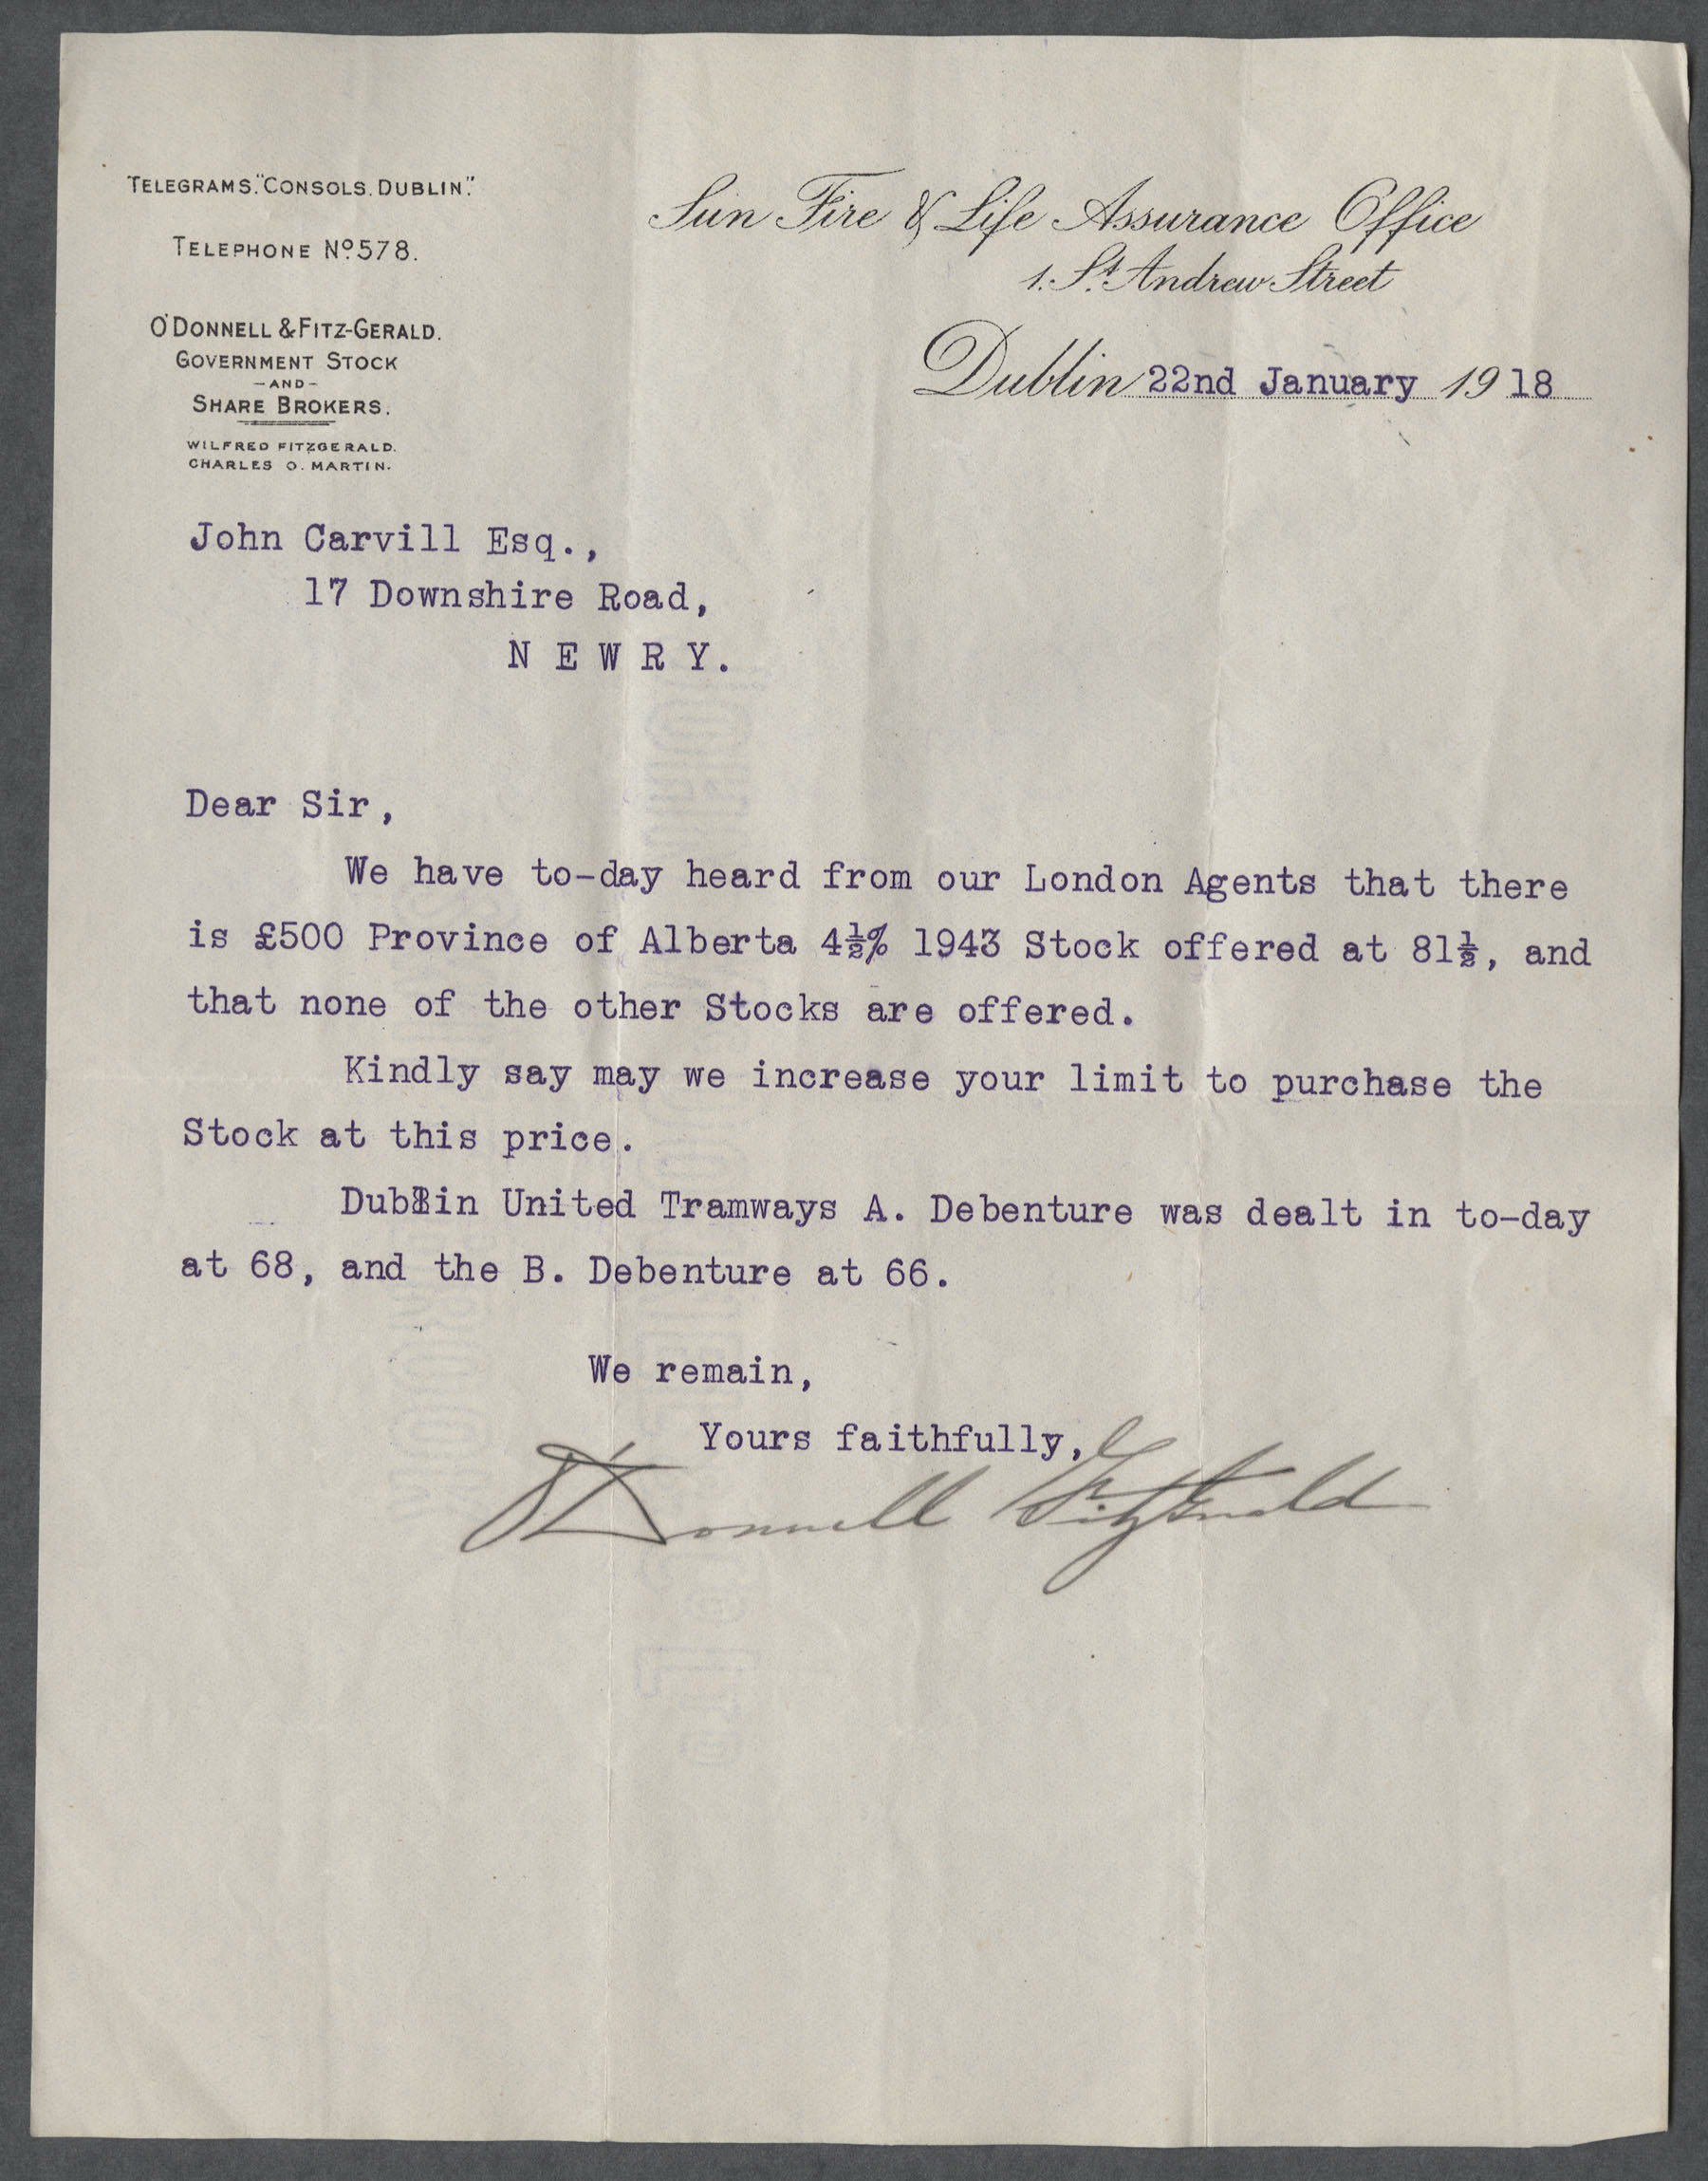 TELEGRAMS. "CONSOLS. DUBLIN."
TELEPHONE Nº 578.
O'DONNELL & FITZ-GERALD.
GOVERNMENT STOCK
-AND-
SHARE BROKERS.
WILFRED FITZGERALD.
CHARLES O. MARTIN.
Sun Fire & Life Assurance Office
1. St. Andrew Street
Dublin 22nd January 1918
John Carvill Esq.,
17 Downshire Road,
N E W R Y.
Dear Sir,
We have to-day heard from our London Agents that there
is £500 Province of Alberta 4½% 1943 Stock offered at 81½, and
that none of the other Stocks are offered.
Kindly say may we increase your limit to purchase the
Stock at this price.
Dublin United Tramways A. Debenture was dealt in to-day
at 68, and the B. Debenture at 66.
We remain,
Yours faithfully,
O'Donnell Fitzgerald